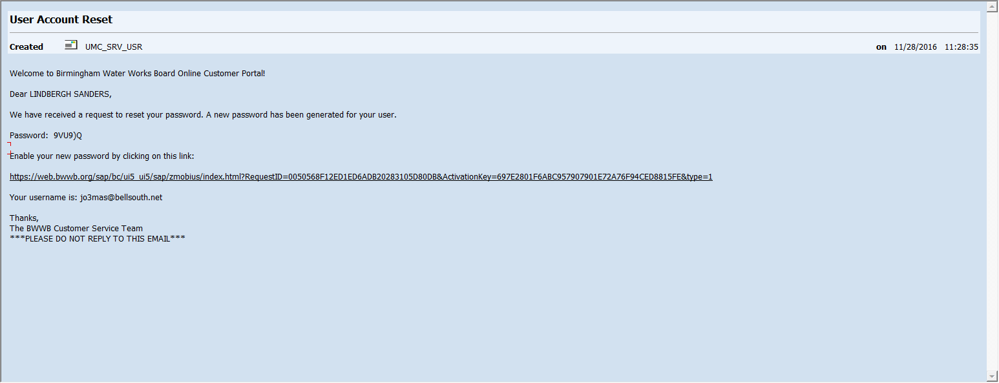 User Account Reset
Created UMC_SRV_USR on 11/28/2016 11:28:35
Welcome to Birmingham Water Works Board Online Customer Portal!
Dear LINDBERGH SANDERS,
We have received a request to reset your password. A new password has been generated for your user.
Password: 9VU9)Q
Enable your new password by clicking on this link:
https://web.bwwb.org/sap/bc/ui5_ui5/sap/zmobius/index.html?RequestID=0050568F12ED1ED6ADB20283105D80DB&ActivationKey=697E2801F6ABC957907901E72A76F94CED8815FE&type=1
Your username is: jo3mas@bellsouth.net
Thanks,
The BWWB Customer Service Team
***PLEASE DO NOT REPLY TO THIS EMAIL***